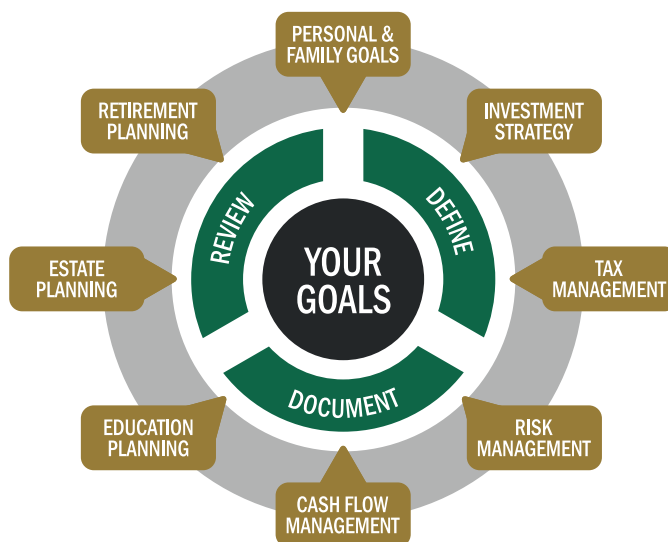 PERSONAL &
FAMILY GOALS
RETIREMENT
PLANNING
INVESTMENT
STRATEGY
REVIEW
DEFINE
YOUR
GOALS
ESTATE
PLANNING
TAX
MANAGEMENT
DOCUMENT
EDUCATION
PLANNING
RISK
MANAGEMENT
CASH FLOW
MANAGEMENT